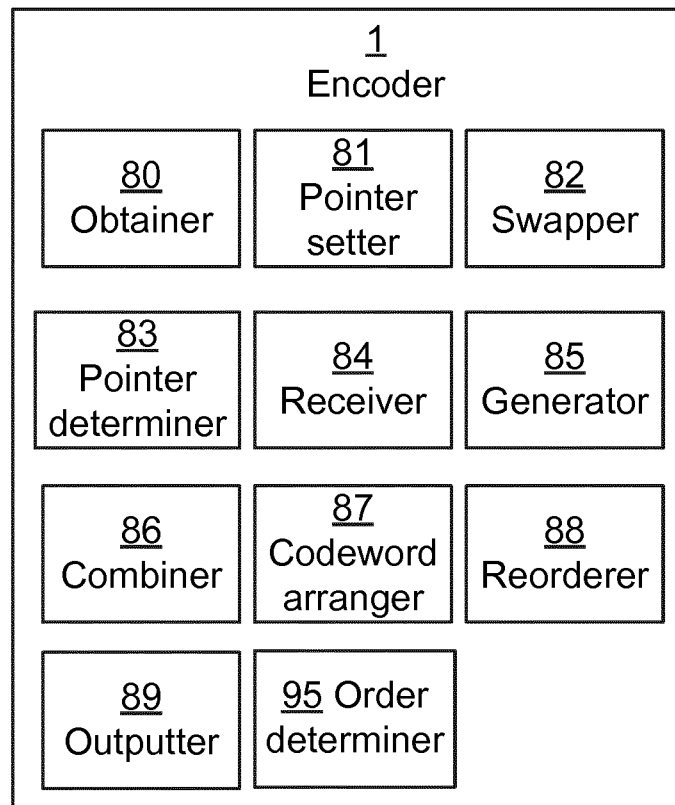 1
Encoder
80
Obtainer
81
Pointer
setter
82
Swapper
83
Pointer
determiner
84
Receiver
85
Generator
86
Combiner
87
Codeword
arranger
88
Reorderer
89
Outputter
95 Order
determiner